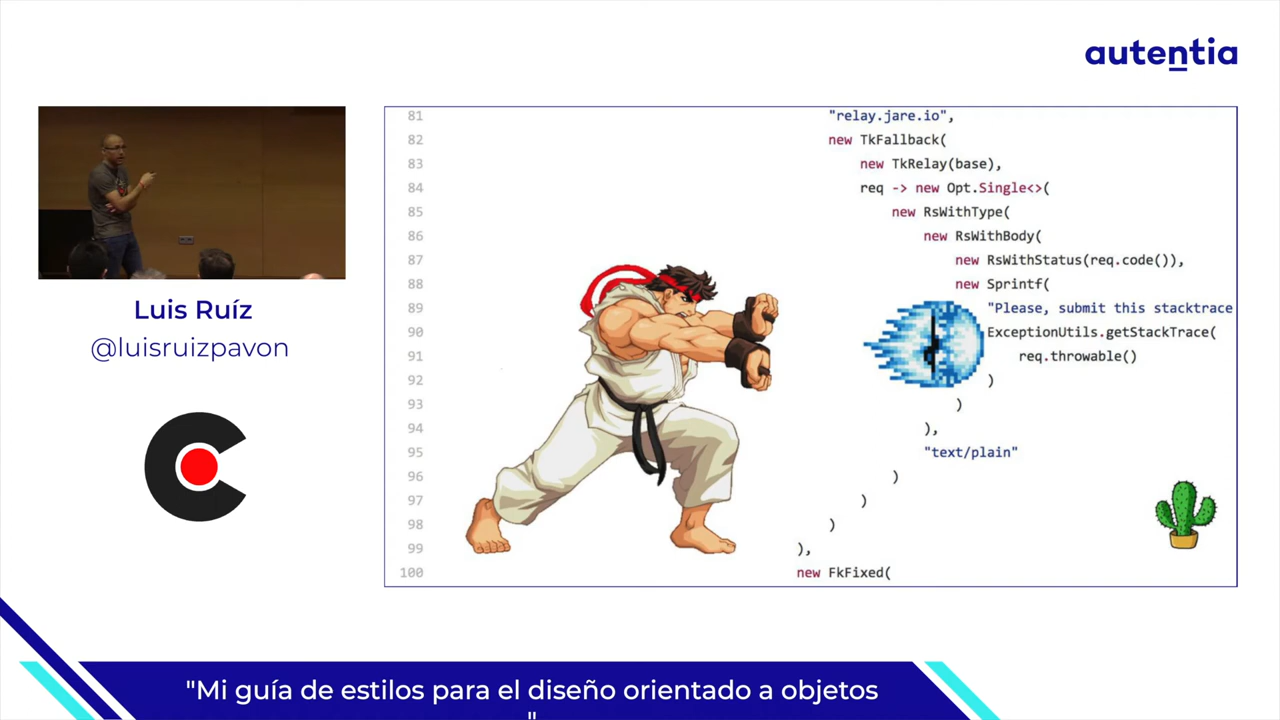 autentia
Luis Ruíz
@luisruizpavon
81 "relay.jare.io",
82 new TkFallback(
83 new TkRelay(base),
84 req -> new Opt.Single<>(
85 new RsWithType(
86 new RsWithBody(
87 new RsWithStatus(req.code()),
88 new Sprintf(
89 "Please, submit this stacktrace
90 ExceptionUtils.getStackTrace(
91 req.throwable()
92 )
93 )
94 ),
95 "text/plain"
96 )
97 )
98 )
99 ),
100 new FkFixed(
"Mi guía de estilos para el diseño orientado a objetos
"